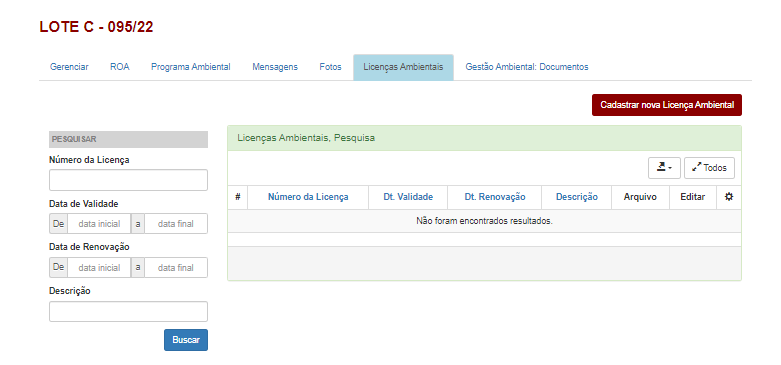 LOTE C - 095/22
Gerenciar ROA Programa Ambiental Mensagens Fotos Licenças Ambientais Gestão Ambiental: Documentos
Cadastrar nova Licença Ambiental
PESQUISAR
Número da Licença
Data de Validade
De data inicial a data final
Data de Renovação
De data inicial a data final
Descrição
Buscar
Licenças Ambientais, Pesquisa
Todos
# Número da Licença Dt. Validade Dt. Renovação Descrição Arquivo Editar
Não foram encontrados resultados.